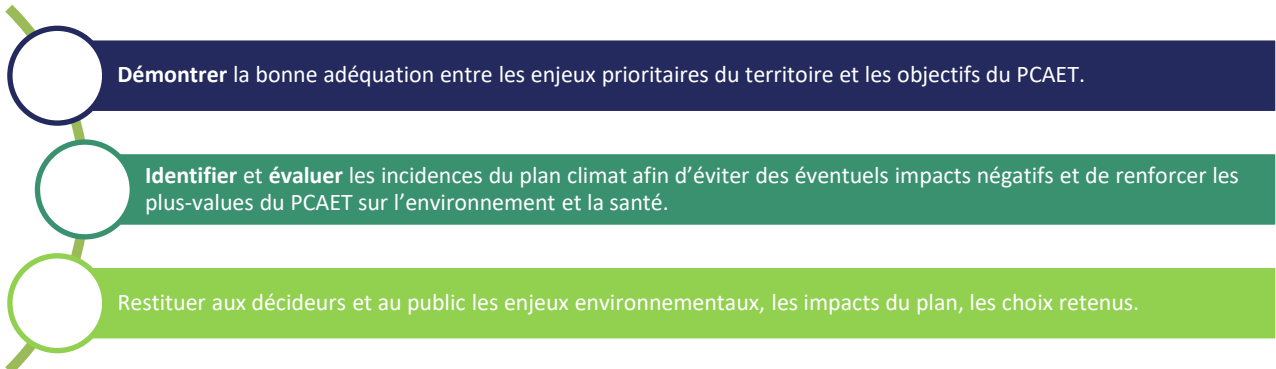 Démontrer la bonne adéquation entre les enjeux prioritaires du territoire et les objectifs du PCAET.
Identifier et évaluer les incidences du plan climat afin d’éviter des éventuels impacts négatifs et de renforcer les
plus-values du PCAET sur l’environnement et la santé.
Restituer aux décideurs et au public les enjeux environnementaux, les impacts du plan, les choix retenus.